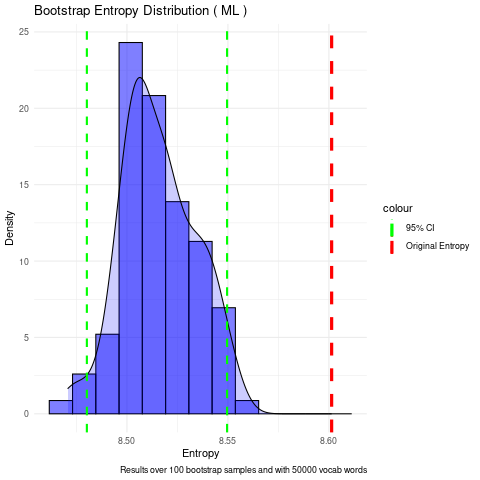 Bootstrap Entropy Distribution ( ML )
Density
25
20
15
10
5
0
8.50
8.55
8.60
Entropy
colour
95% CI
Original Entropy
Results over 100 bootstrap samples and with 50000 vocab words